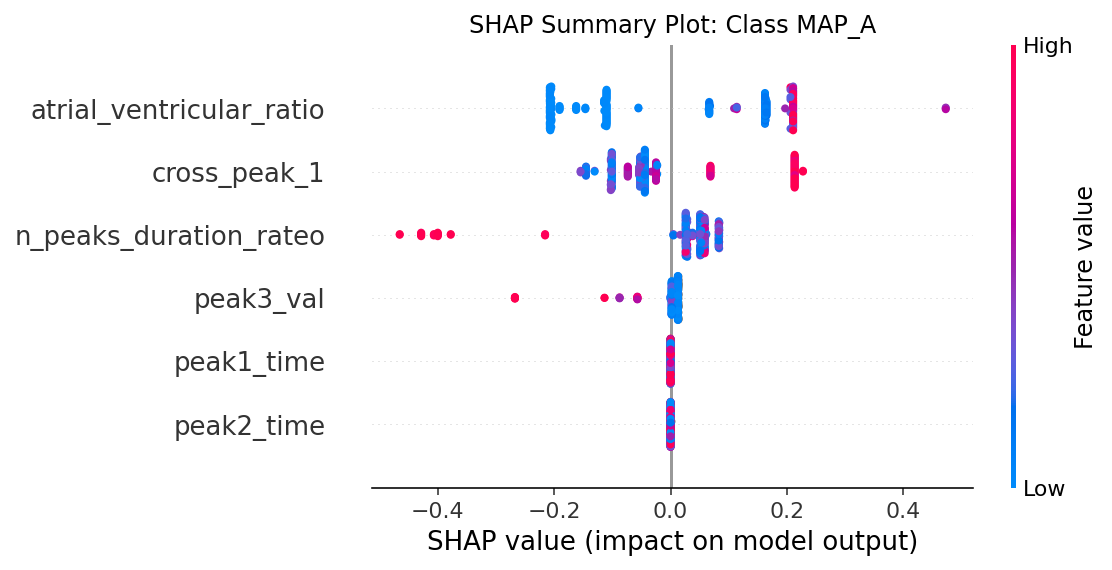 SHAP Summary Plot: Class MAP_A
High
atrial_ventricular_ratio
cross_peak_1
n_peaks_duration_rateo
peak3_val
peak1_time
peak2_time
Feature value
Low
−0.4 −0.2 0.0 0.2 0.4
SHAP value (impact on model output)